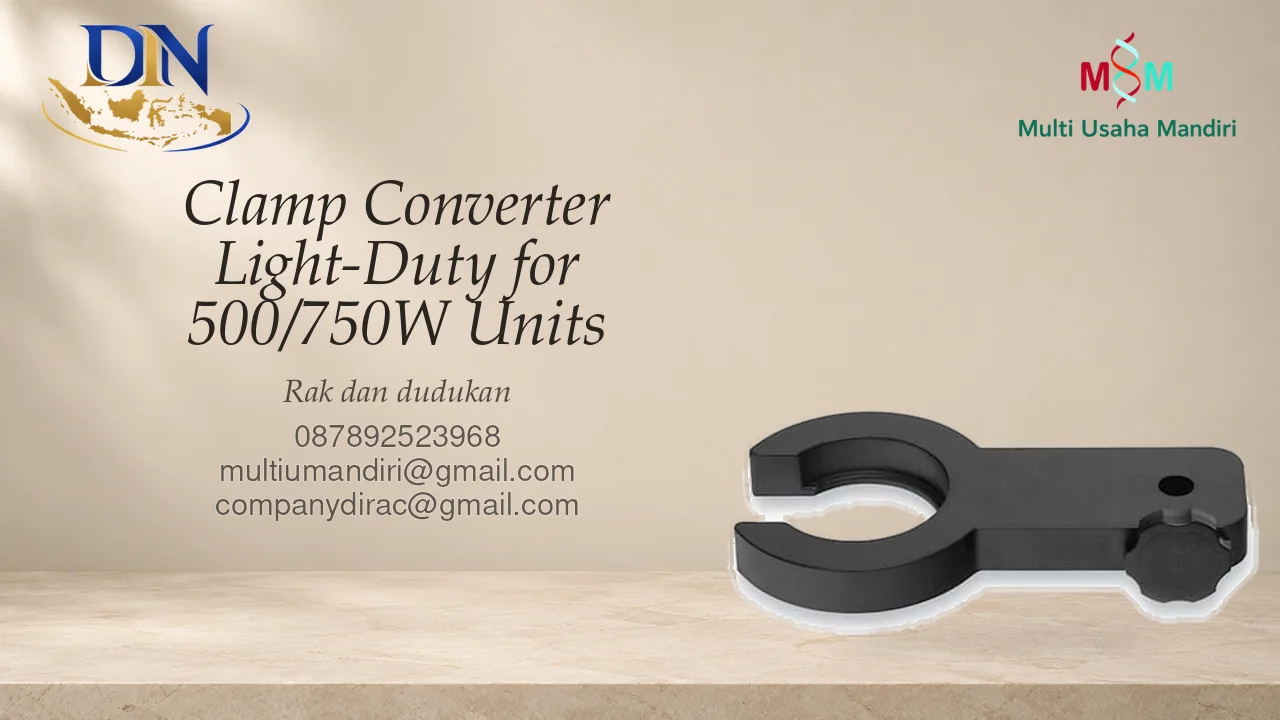 DIN
M M
Multi Usaha Mandiri
Clamp Converter
Light-Duty for
500/750W Units
Rak dan dudukan
087892523968
multiumandiri@gmail.com
companydirac@gmail.com